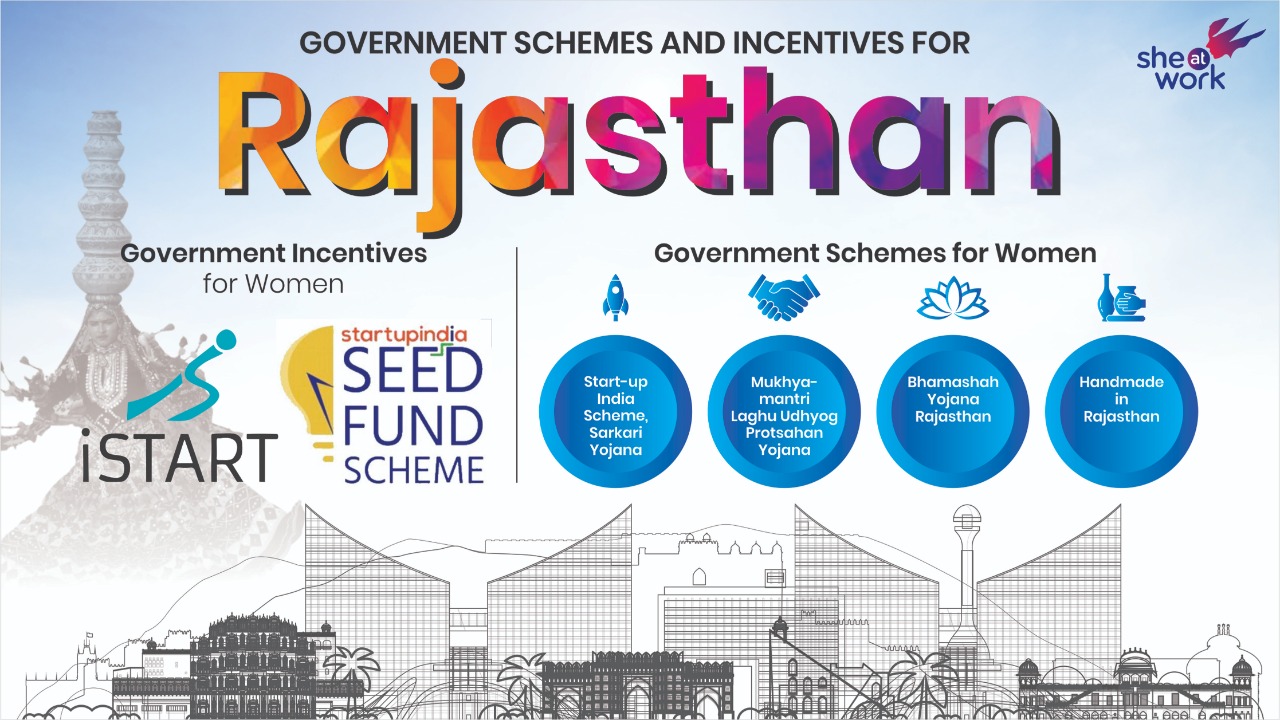 GOVERNMENT SCHEMES AND INCENTIVES FOR
Rajasthan
she at
work
Government Incentives
for Women
iSTART
startupindia
SEED
FUND
SCHEME
Government Schemes for Women
Start-up
India
Scheme,
Sarkari
Yojana
Mukhya-
mantri
Laghu Udhyog
Protsahan
Yojana
Bhamashah
Yojana
Rajasthan
Handmade
in
Rajasthan